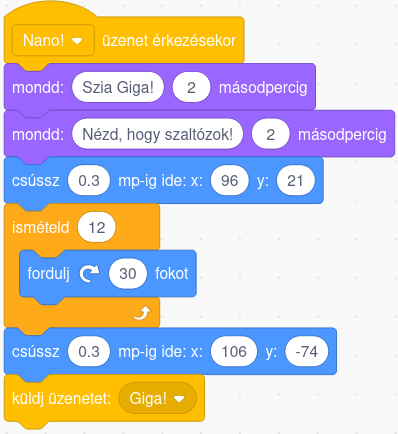 Nano! üzenet érkezésekor
mondd: Szia Giga! 2 másodpercig
mondd: Nézd, hogy szaltózok! 2 másodpercig
csússz 0.3 mp-ig ide: x: 96 y: 21
ismételd 12
fordulj 30 fokot
csússz 0.3 mp-ig ide: x: 106 y: -74
küldj üzenetet: Giga!